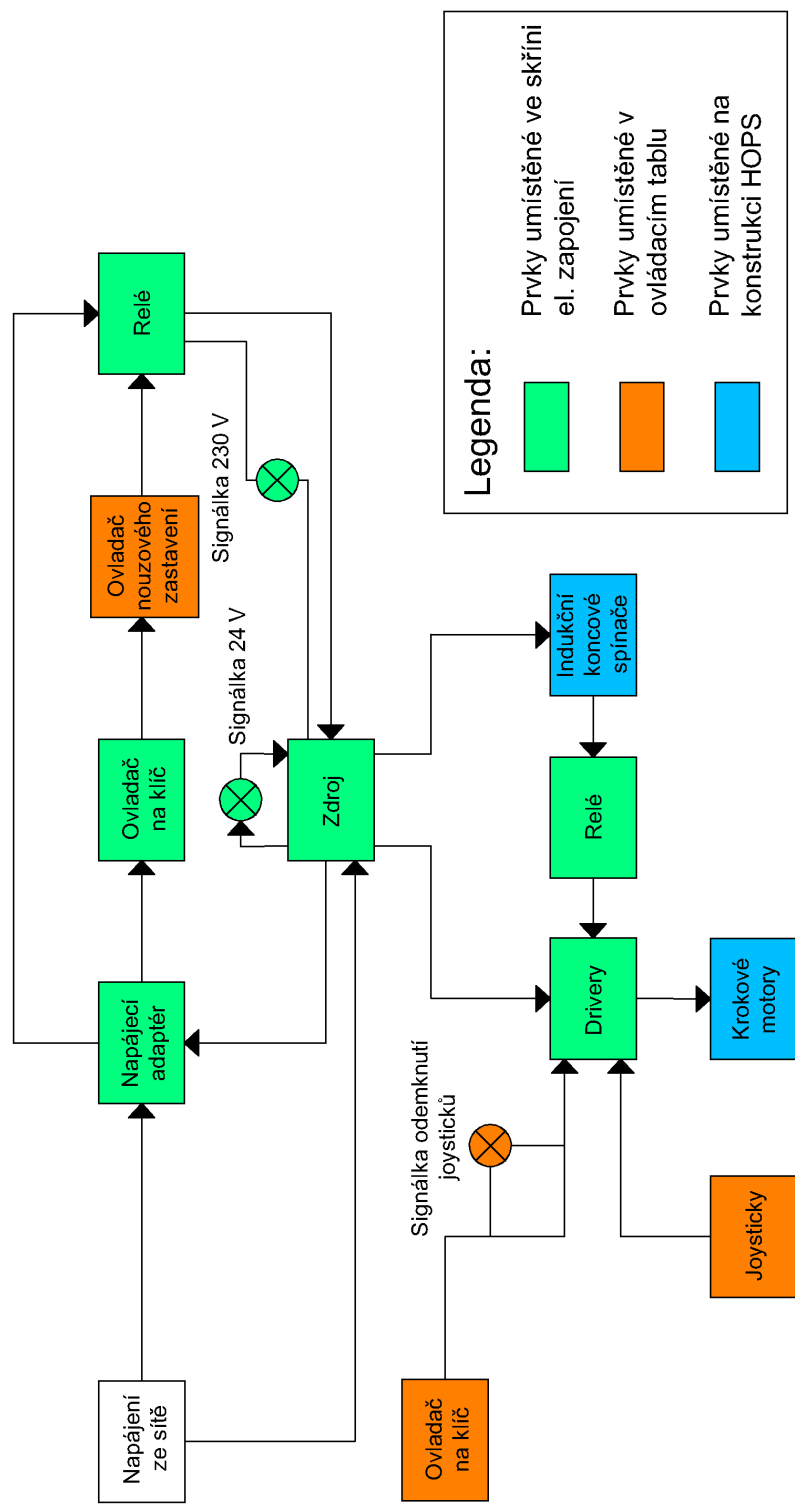 Napájení
ze sítě
Napájecí
adaptér
Ovladač
na klíč
Ovladač
nouzového
zastavení
Relé
Signálka 24 V
Signálka 230 V
Zdroj
Ovladač
na klíč
Signálka odemknutí
joysticků
Drivery
Relé
Indukční
koncové
spínače
Joysticky
Krokové
motory
Legenda:
Prvky umístěné ve skříni
el. zapojení
Prvky umístěné v
ovládacím tablu
Prvky umístěné na
konstrukci HOPS